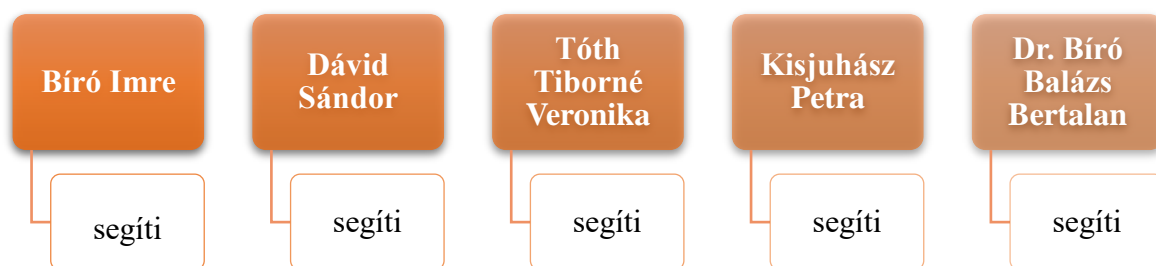 Bíró Imre
Dávid
Sándor
Tóth
Tiborné
Veronika
Kisjuhász
Petra
Dr. Bíró
Balázs
Bertalan
segíti
segíti
segíti
segíti
segíti